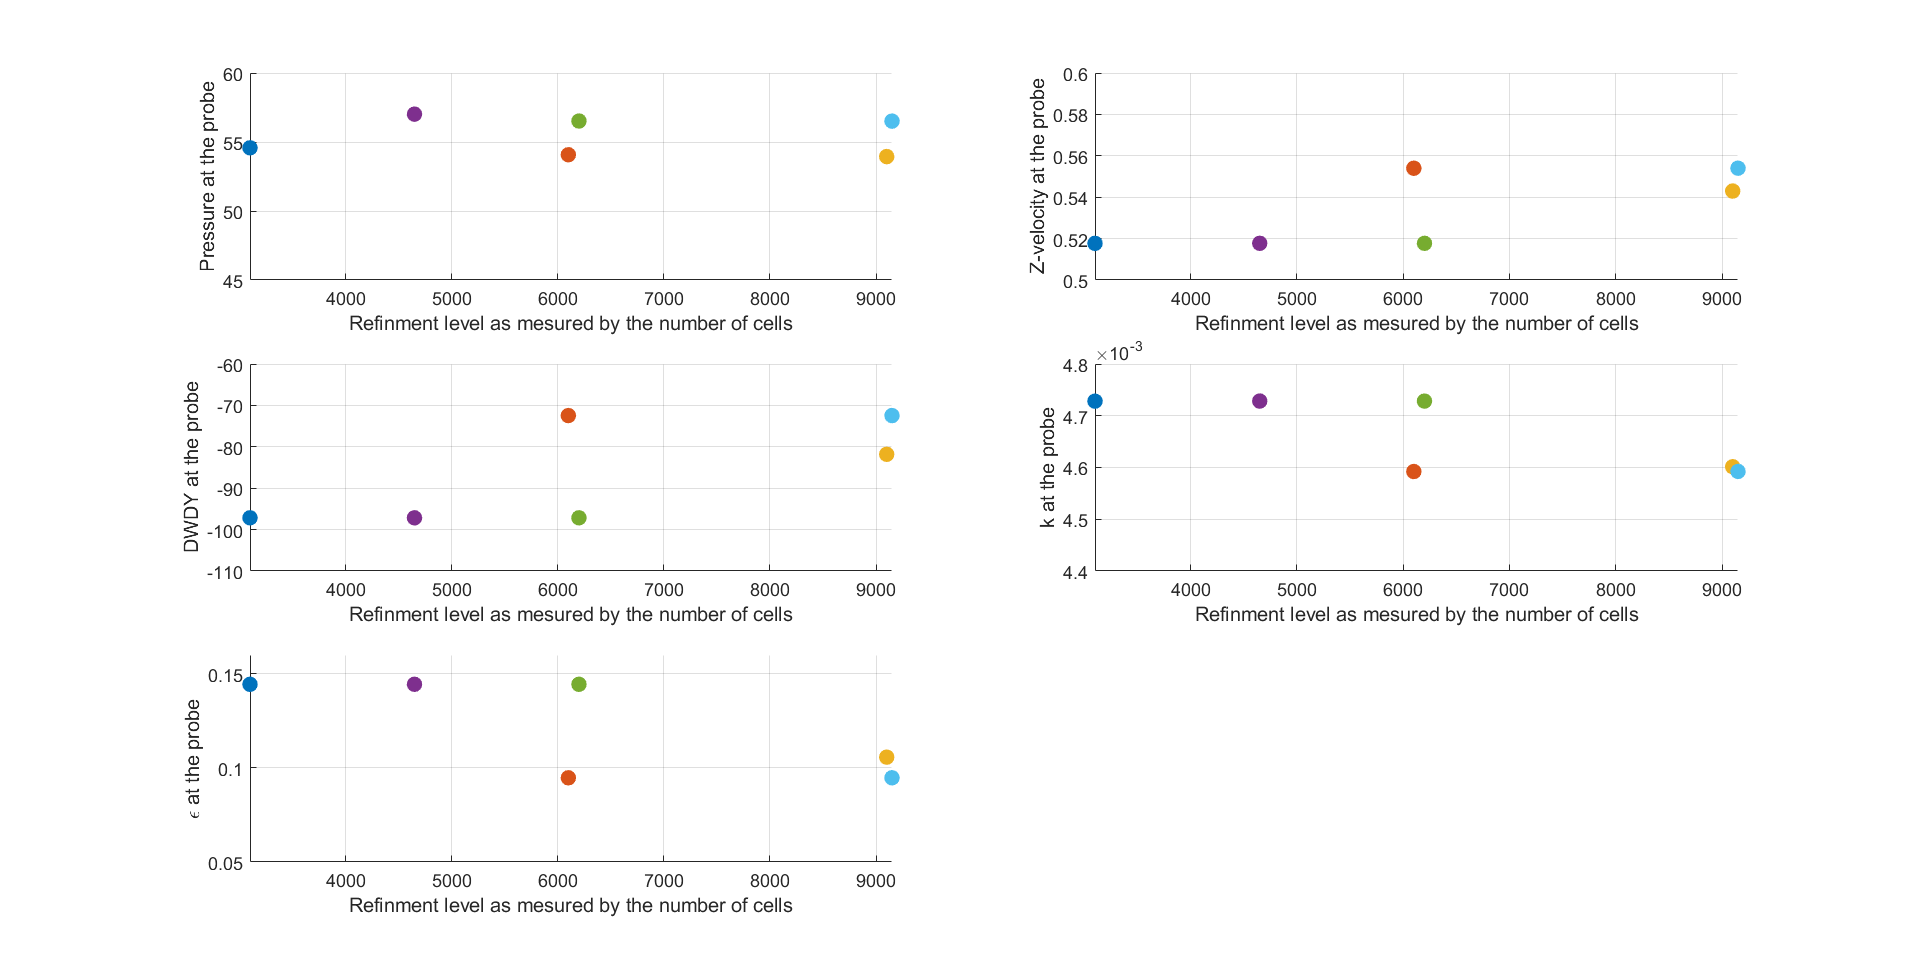 60
55
50
45
Pressure at the probe
4000 5000 6000 7000 8000 9000
Refinment level as mesured by the number of cells
0.6
0.58
0.56
0.54
0.52
0.5
Z-velocity at the probe
4000 5000 6000 7000 8000 9000
Refinment level as mesured by the number of cells
-60
-70
-80
-90
-100
-110
DWDY at the probe
4000 5000 6000 7000 8000 9000
Refinment level as mesured by the number of cells
×10-3
4.8
4.7
4.6
4.5
4.4
k at the probe
4000 5000 6000 7000 8000 9000
Refinment level as mesured by the number of cells
0.15
0.1
0.05
ϵ at the probe
4000 5000 6000 7000 8000 9000
Refinment level as mesured by the number of cells